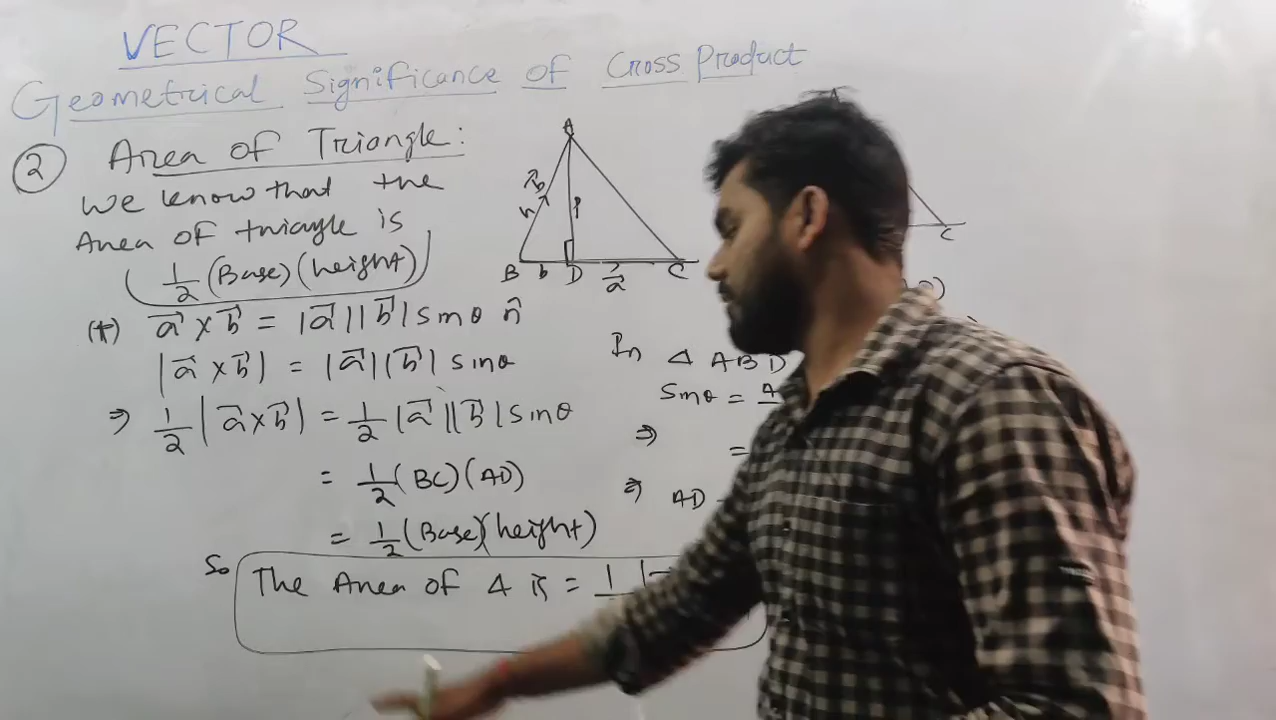 VECTOR
Geometrical Significance of Cross Product
② Area of Triangle:
We know that the
Area of triangle is
1/2 (Base)(height)
a⃗ × b⃗ = |a⃗||b⃗| sinθ n̂
|a⃗ × b⃗| = |a⃗||b⃗| sinθ
⇒ 1/2 |a⃗×b⃗| = 1/2 |a⃗||b⃗| sinθ
= 1/2 (BC)(AD)
= 1/2 (Base)(height)
So
The Area of Δ is = 1
A
b⃗
h
p
B b D a⃗ C
C
In Δ ABD
sinθ = A
⇒ =
⇒ AD